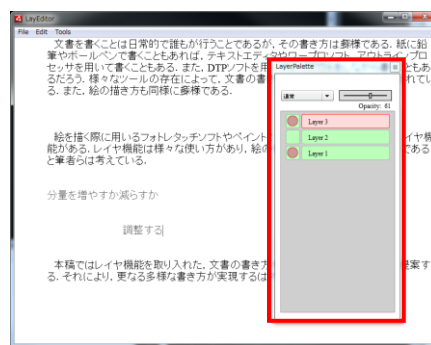 LayEditor
File Edit Tools
文書を書くことは日常的で誰もが行うことであるが, その書き方は多様である. 紙に鉛
筆やボールペンで書くこともあれば, テキストエディタやワープロソフト, アウトラインプロ
セッサを用いて書くこともある. また, DTPソフトを用
るだろう. 様々なツールの存在によって, 文書の書
る. また, 絵の描き方も同様に多様である.
LayerPalette
通常
Opacity: 61
Layer 3
Layer 2
Layer 1
絵を描く際に用いるフォトレタッチソフトやペイント
能がある. レイヤ機能は様々な使い方があり, 絵の
と筆者らは考えている.
分量を増やすか減らすか
調整する
本稿ではレイヤ機能を取り入れた, 文書の書き方
る. それにより, 更なる多様な書き方が実現するは